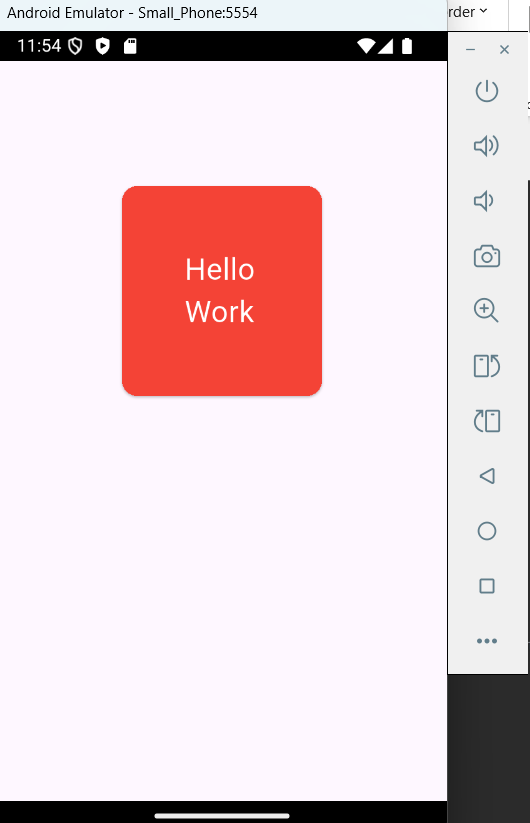 Android Emulator - Small_Phone:5554
rder
11:54
Hello
Work